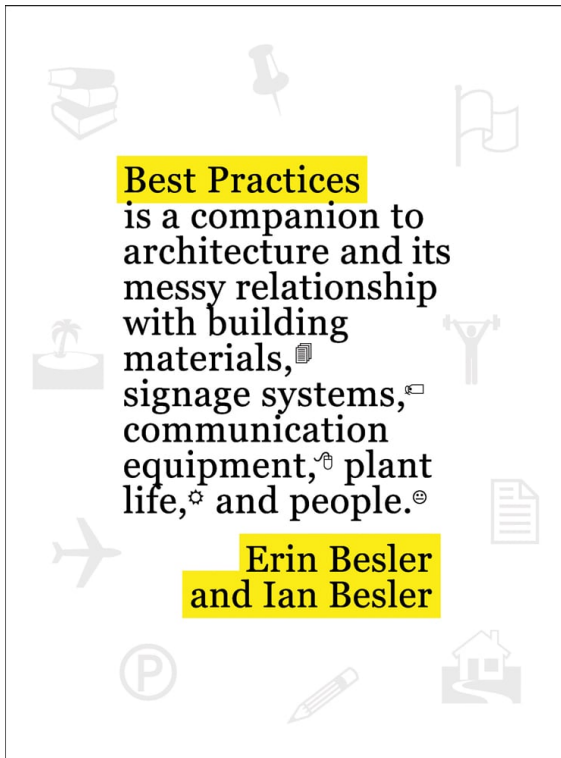 Best Practices
is a companion to
architecture and its
messy relationship
with building
materials,
signage systems,
communication
equipment, plant
life, and people.
Erin Besler
and Ian Besler
P